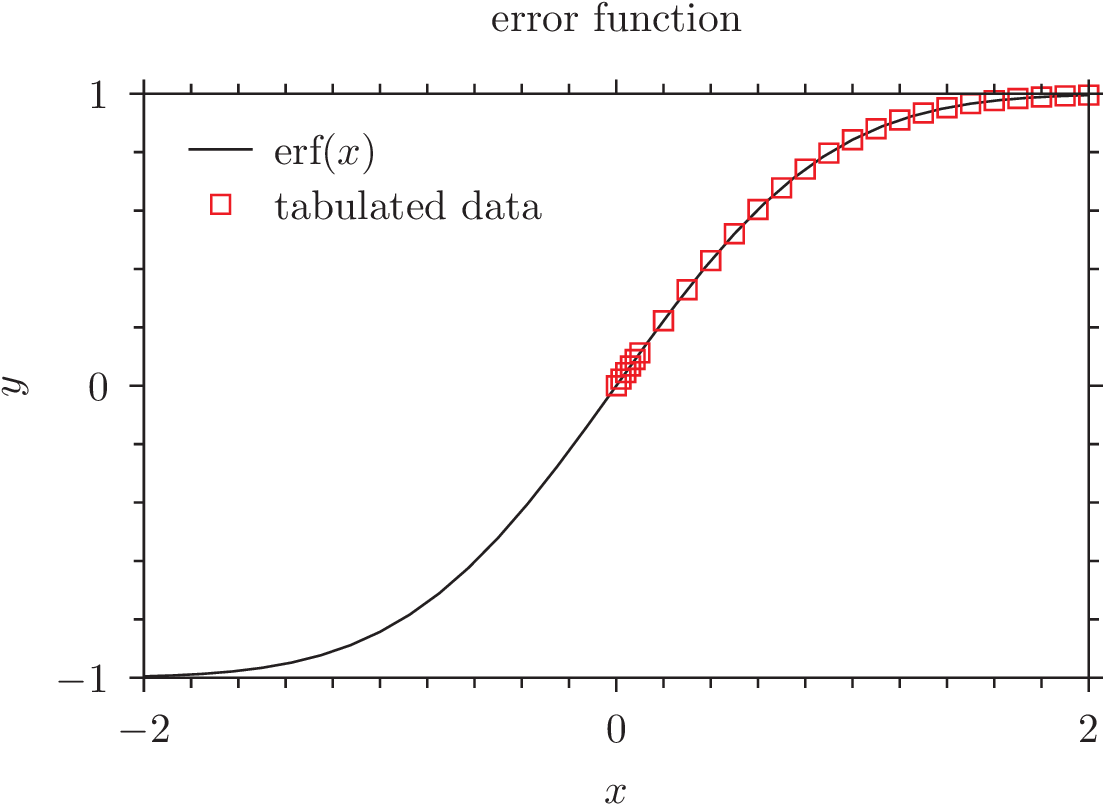 error function
1
erf(x)
tabulated data
y
0
−1
−2 0 2
x